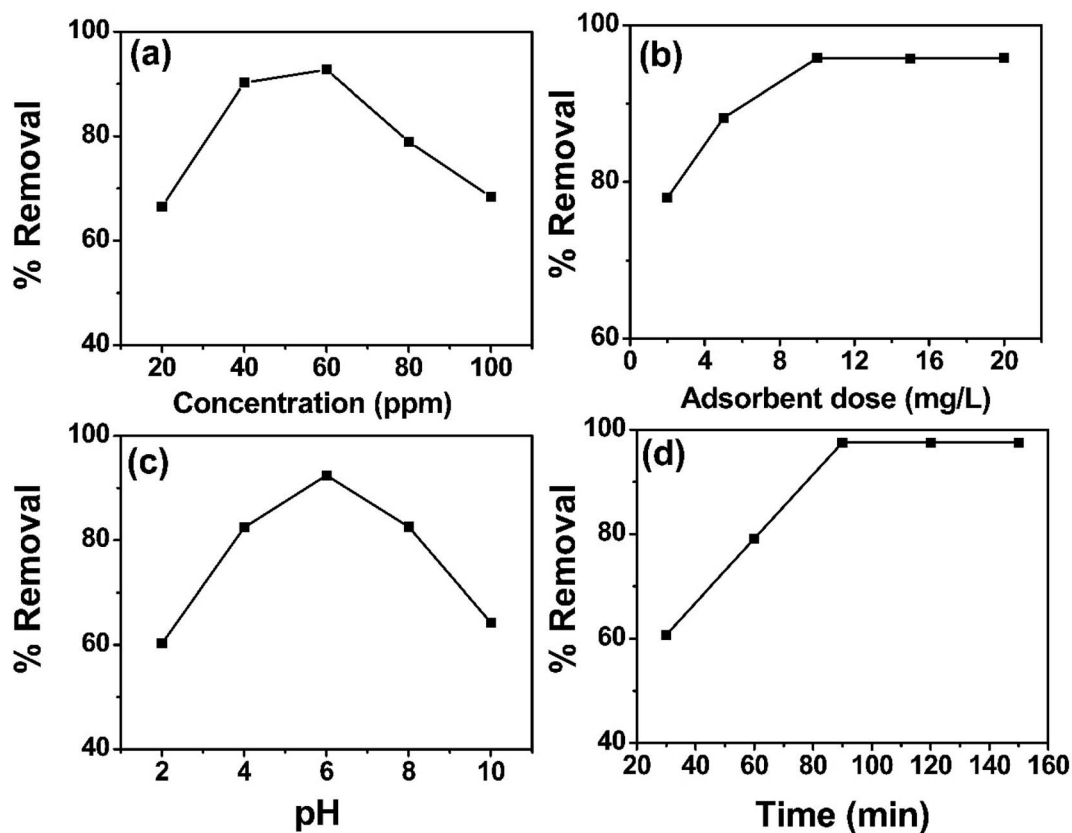 (a)
% Removal
100
80
60
40
20 40 60 80 100
Concentration (ppm)
(b)
% Removal
100
80
60
0 4 8 12 16 20
Adsorbent dose (mg/L)
(c)
% Removal
100
80
60
40
2 4 6 8 10
pH
(d)
% Removal
100
80
60
40
20 40 60 80 100 120 140 160
Time (min)